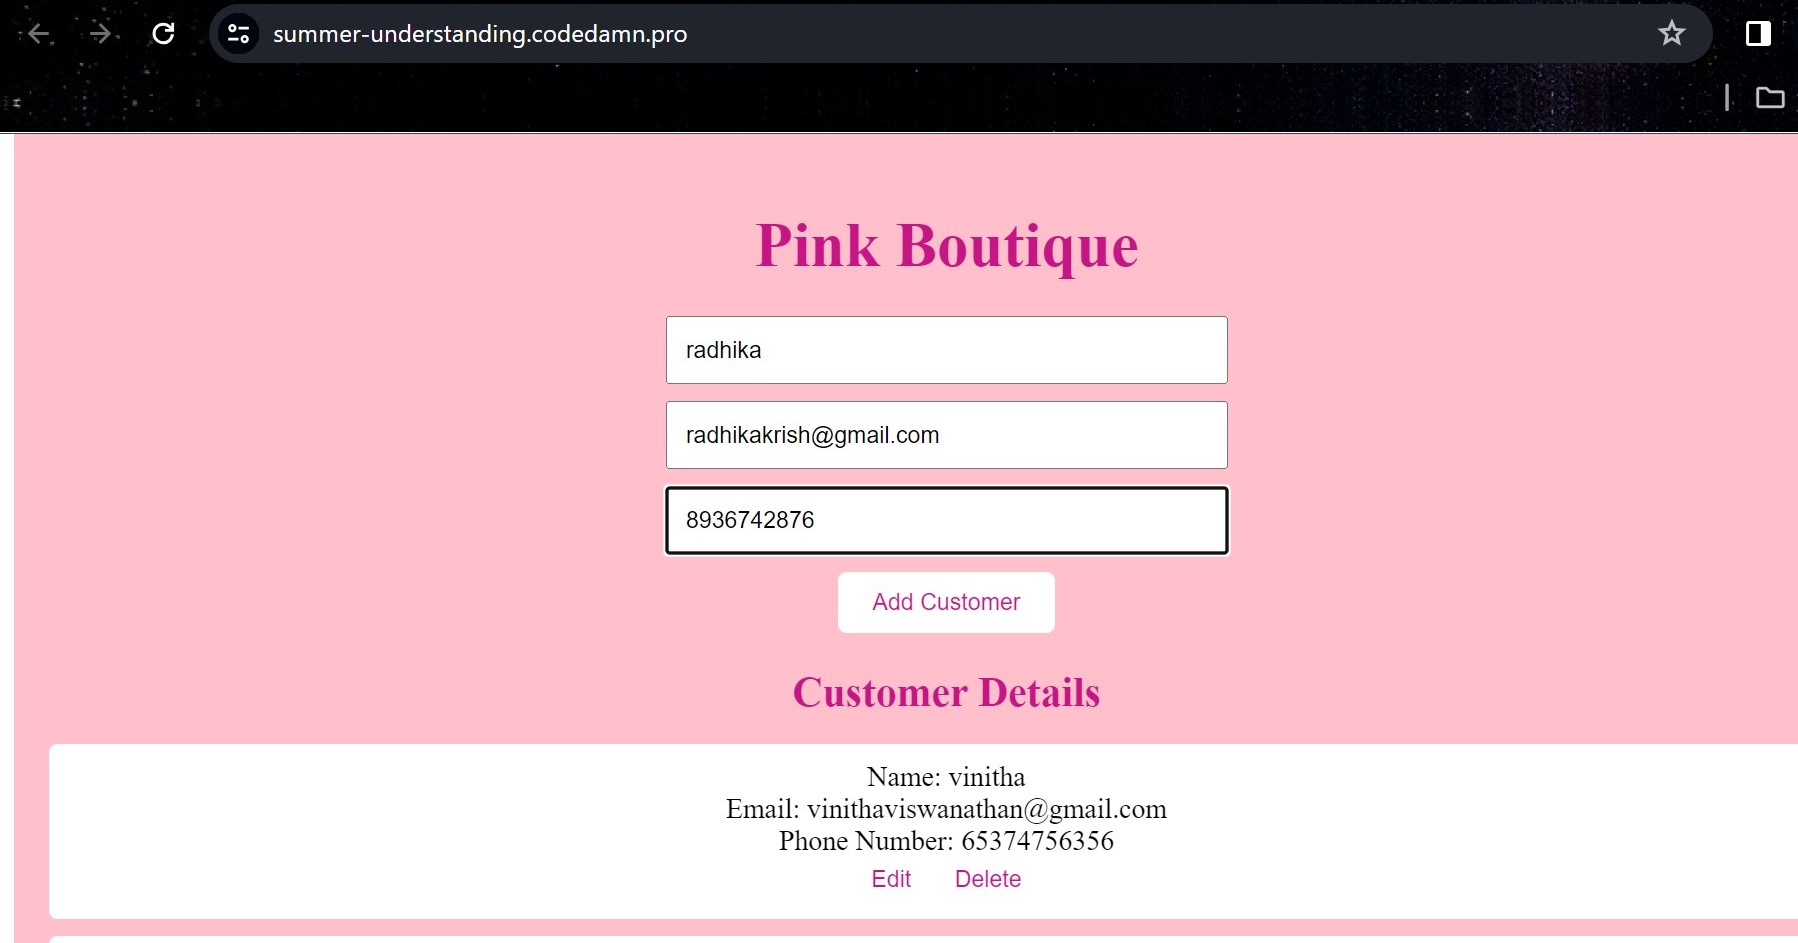 summer-understanding.codedamn.pro
Pink Boutique
radhika
radhikakrish@gmail.com
8936742876
Add Customer
Customer Details
Name: vinitha
Email: vinithaviswanathan@gmail.com
Phone Number: 65374756356
Edit Delete